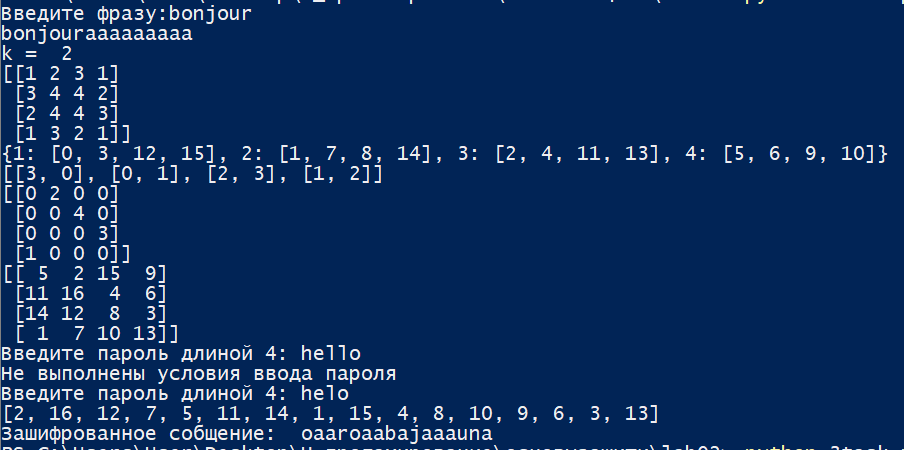 Введите фразу:bonjour
bonjouraaaaaaaaa
k =  2
[[1 2 3 1]
 [3 4 4 2]
 [2 4 4 3]
 [1 3 2 1]]
{1: [0, 3, 12, 15], 2: [1, 7, 8, 14], 3: [2, 4, 11, 13], 4: [5, 6, 9, 10]}
[[3, 0], [0, 1], [2, 3], [1, 2]]
[[0 2 0 0]
 [0 0 4 0]
 [0 0 0 3]
 [1 0 0 0]]
[[ 5  2 15  9]
 [11 16  4  6]
 [14 12  8  3]
 [ 1  7 10 13]]
Введите пароль длиной 4: hello
Не выполнены условия ввода пароля
Введите пароль длиной 4: helo
[2, 16, 12, 7, 5, 11, 14, 1, 15, 4, 8, 10, 9, 6, 3, 13]
Зашифрованное собщение:  oaaroaabajaaauna